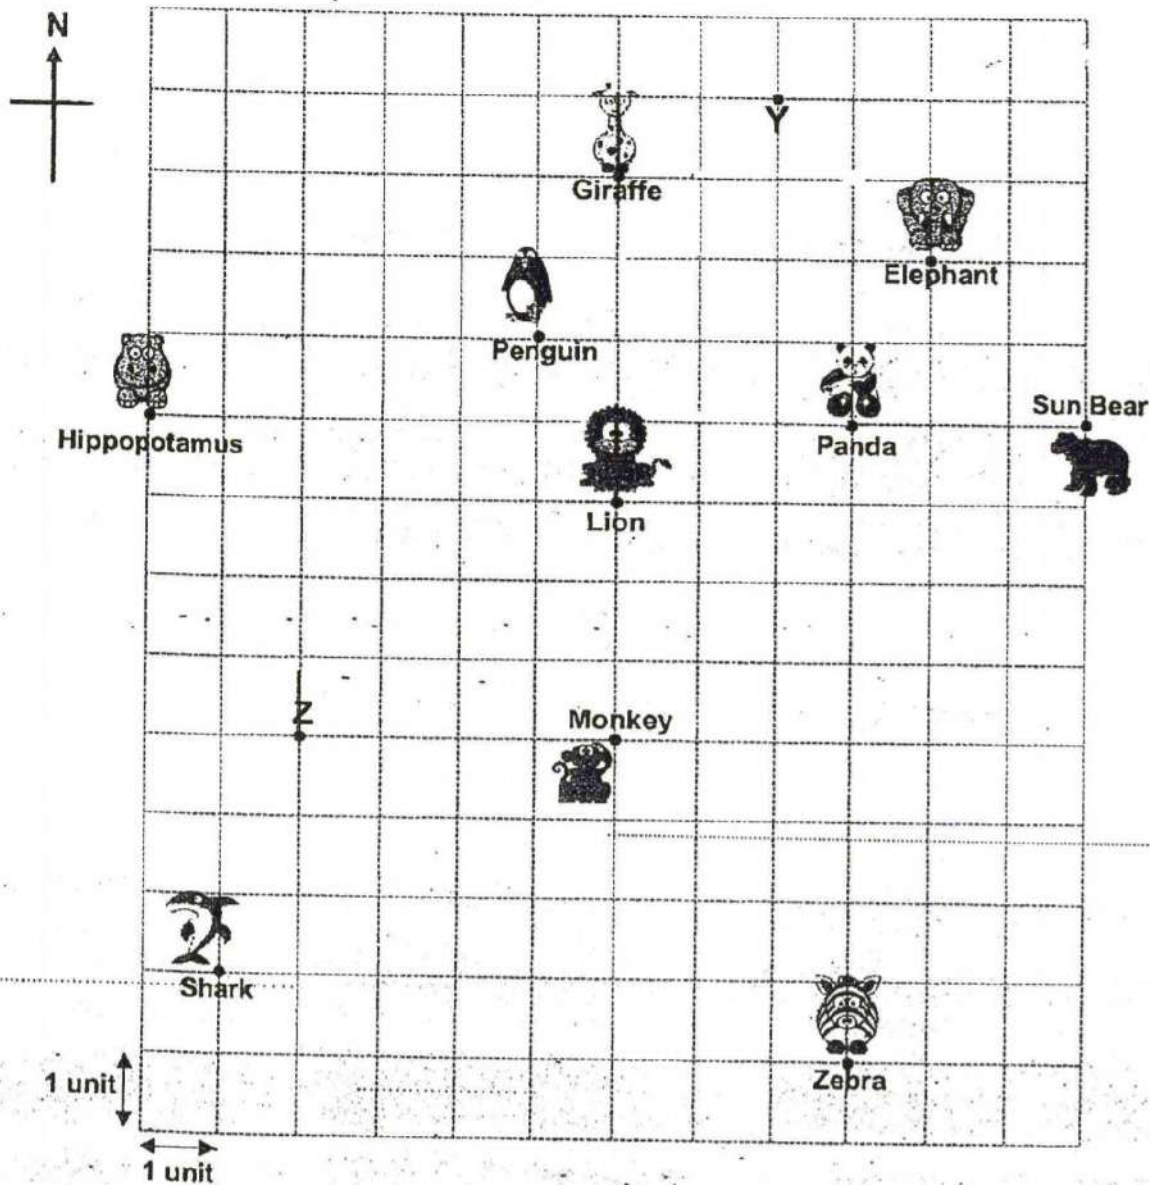 N
Y
Giraffe
Elephant
Penguin
Sun Bear
Hippopotamus
Panda
Lion
Z
Monkey
Shark
1 unit
Zebra
1 unit